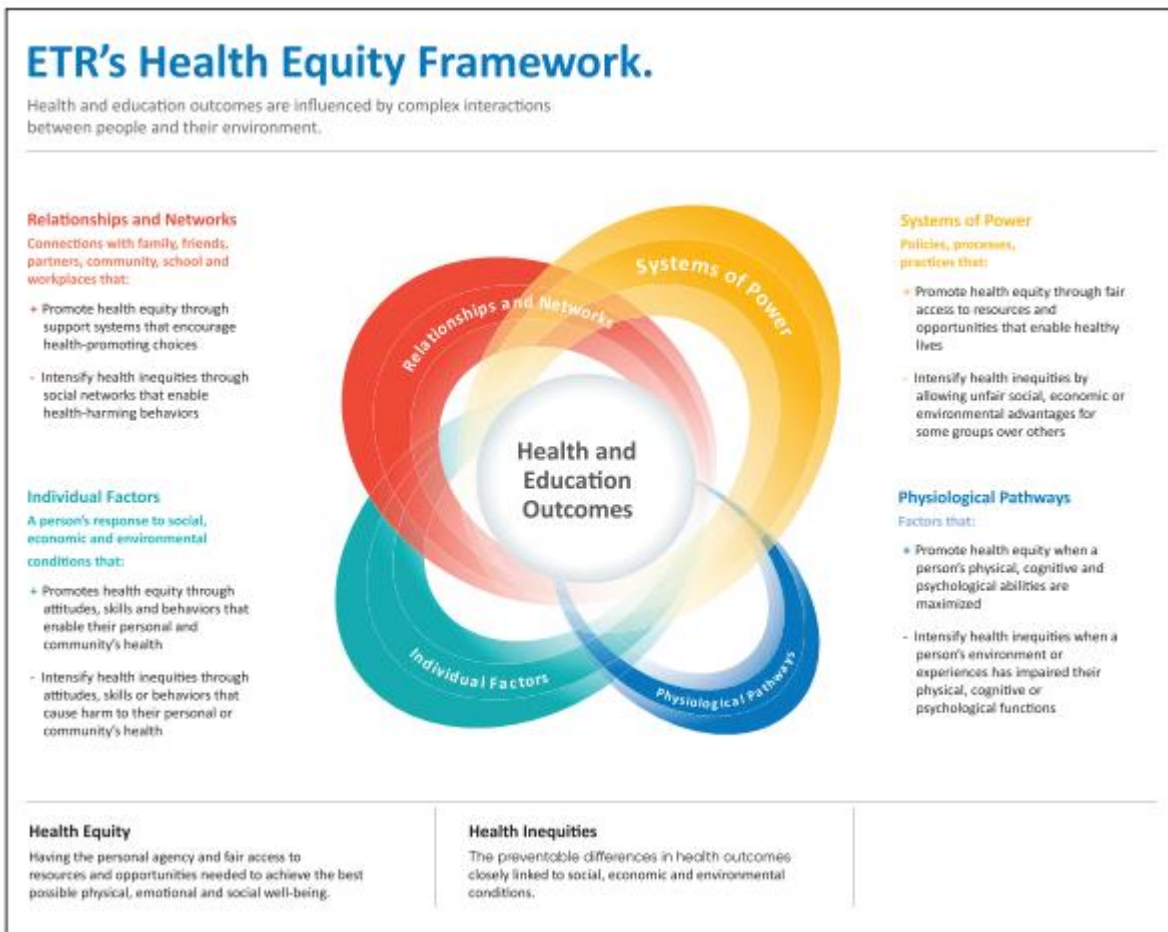 ETR's Health Equity Framework.
Health and education outcomes are influenced by complex interactions
between people and their environment.
Relationships and Networks
Connections with family, friends,
partners, community, school and
workplaces that:
+ Promote health equity through
support systems that encourage
health-promoting choices
- Intensify health inequities through
social networks that enable
health-harming behaviors
Individual Factors
A person's response to social,
economic and environmental
conditions that:
+ Promotes health equity through
attitudes, skills and behaviors that
enable their personal and
community's health
- Intensify health inequities through
attitudes, skills or behaviors that
cause harm to their personal or
community's health
Relationships and Networks
Systems of Power
Health and
Education
Outcomes
Individual Factors
Physiological Pathways
Systems of Power
Policies, processes,
practices that:
+ Promote health equity through fair
access to resources and
opportunities that enable healthy
lives
- Intensify health inequities by
allowing unfair social, economic or
environmental advantages for
some groups over others
Physiological Pathways
Factors that:
+ Promote health equity when a
person's physical, cognitive and
psychological abilities are
maximized
- Intensify health inequities when a
person's environment or
experiences has impaired their
physical, cognitive or
psychological functions
Health Equity
Having the personal agency and fair access to
resources and opportunities needed to achieve the best
possible physical, emotional and social well-being.
Health Inequities
The preventable differences in health outcomes
closely linked to social, economic and environmental
conditions.